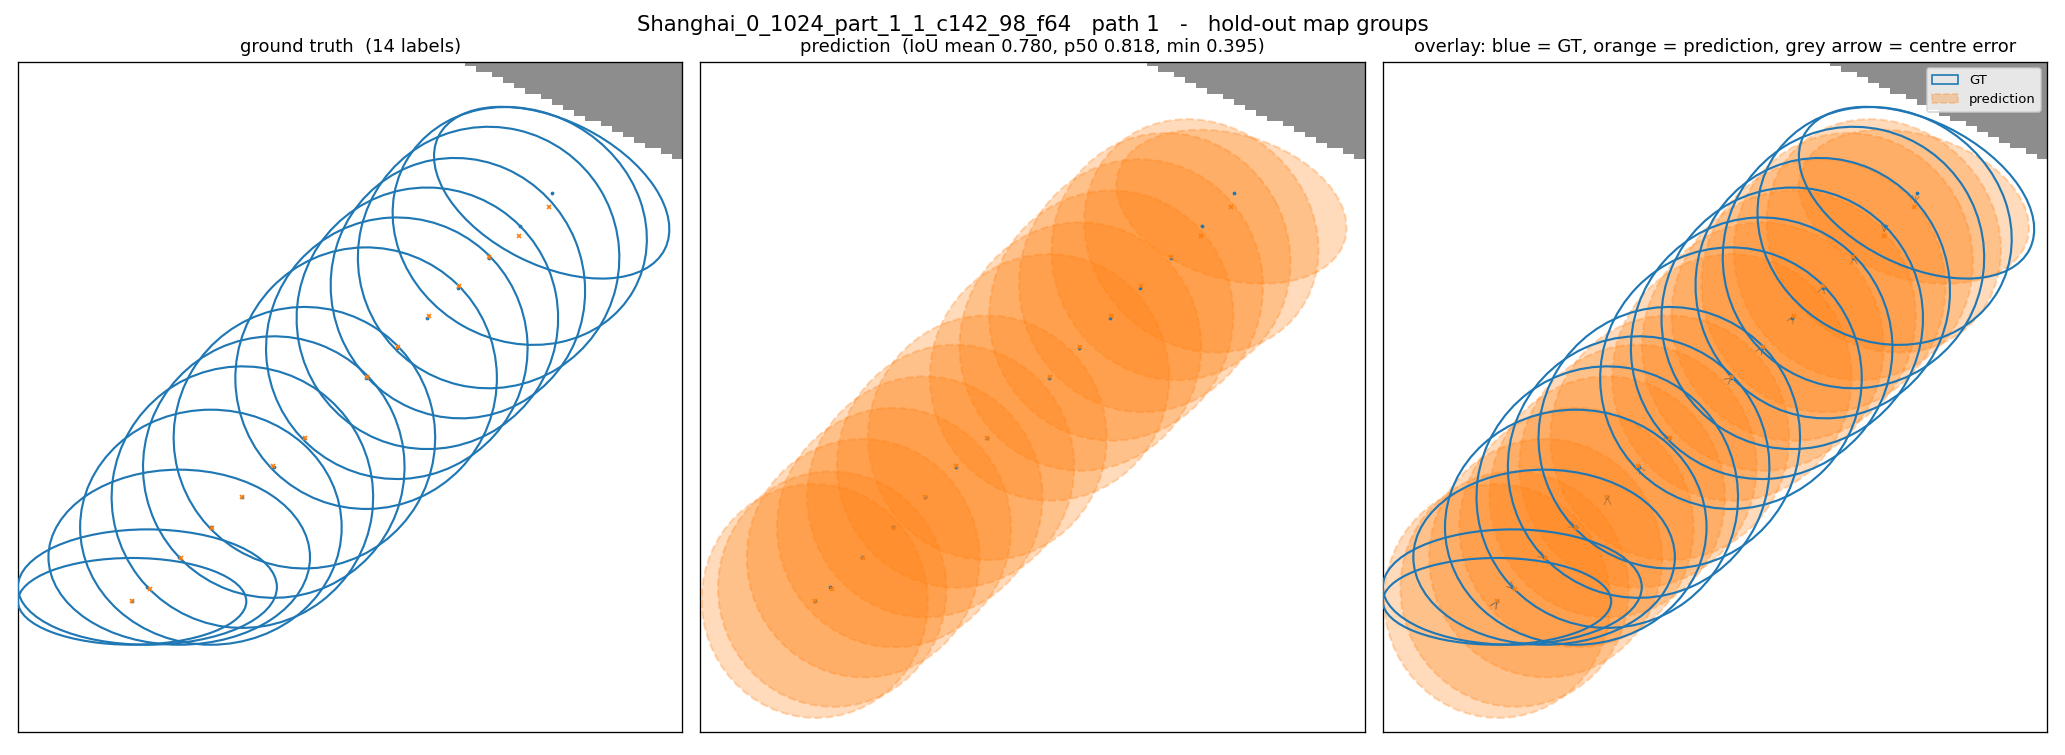 Shanghai_0_1024_part_1_1_c142_98_f64   path 1   -   hold-out map groups
ground truth  (14 labels)
prediction  (IoU mean 0.780, p50 0.818, min 0.395)
overlay: blue = GT, orange = prediction, grey arrow = centre error
GT
prediction